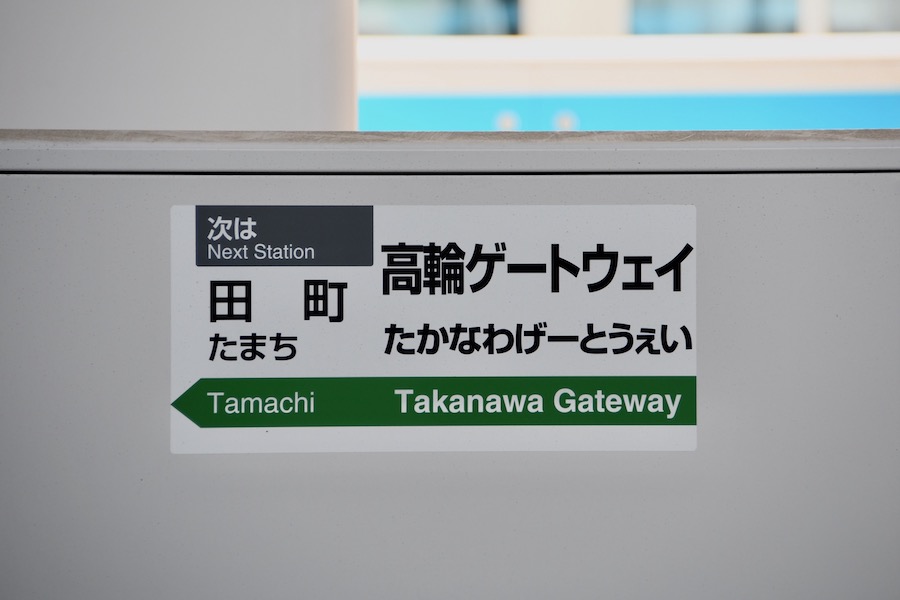 次は
Next Station
田町
たまち
Tamachi
高輪ゲートウェイ
たかなわげーとうぇい
Takanawa Gateway